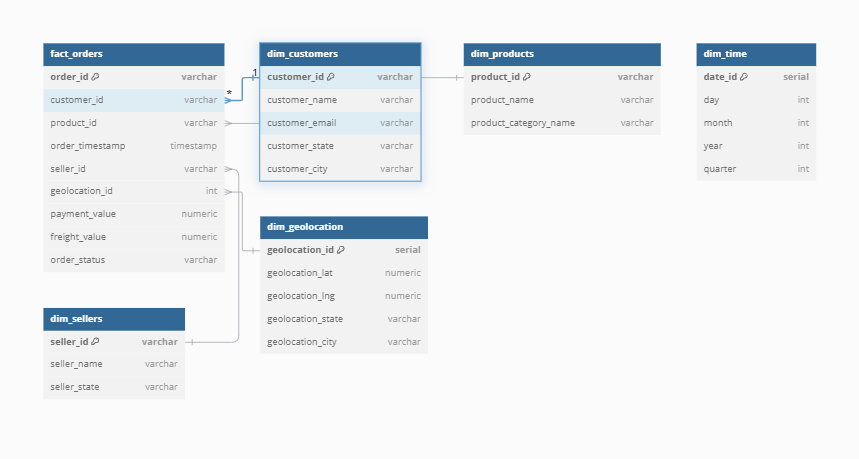 fact_orders
order_id varchar
customer_id varchar
product_id varchar
order_timestamp timestamp
seller_id varchar
geolocation_id int
payment_value numeric
freight_value numeric
order_status varchar
*
1
dim_customers
customer_id varchar
customer_name varchar
customer_email varchar
customer_state varchar
customer_city varchar
dim_products
product_id varchar
product_name varchar
product_category_name varchar
dim_time
date_id serial
day int
month int
year int
quarter int
dim_geolocation
geolocation_id serial
geolocation_lat numeric
geolocation_lng numeric
geolocation_state varchar
geolocation_city varchar
dim_sellers
seller_id varchar
seller_name varchar
seller_state varchar